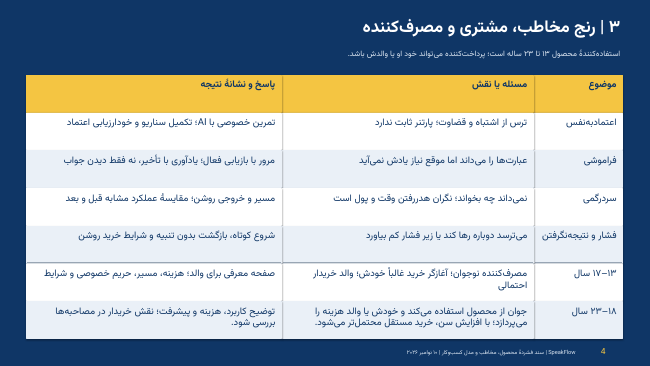 ۳ | رنج مخاطب، مشتری و مصرف‌کننده
استفاده‌کنندهٔ محصول ۱۳ تا ۲۳ ساله است؛ پرداخت‌کننده می‌تواند خود او یا والدش باشد.
موضوع مسئله یا نقش پاسخ و نشانهٔ نتیجه
اعتمادبه‌نفس ترس از اشتباه و قضاوت؛ پارتنر ثابت ندارد تمرین خصوصی با AI؛ تکمیل سناریو و خودارزیابی اعتماد
فراموشی عبارت‌ها را می‌داند اما موقع نیاز یادش نمی‌آید مرور با بازیابی فعال؛ یادآوری با تأخیر، نه فقط دیدن جواب
سردرگمی نمی‌داند چه بخواند؛ نگران هدررفتن وقت و پول است مسیر و خروجی روشن؛ مقایسهٔ عملکرد مشابه قبل و بعد
فشار و نتیجه‌نگرفتن می‌ترسد دوباره رها کند یا زیر فشار کم بیاورد شروع کوتاه، بازگشت بدون تنبیه و شرایط خرید روشن
۱۳–۱۷ سال مصرف‌کننده نوجوان؛ آغازگر خرید غالباً خودش؛ والد خریدار صفحه معرفی برای والد؛ هزینه، مسیر، حریم خصوصی و شرایط
احتمالی
۱۸–۲۳ سال جوان از محصول استفاده می‌کند و خودش یا والد هزینه را توضیح کاربرد، هزینه و پیشرفت؛ نقش خریدار در مصاحبه‌ها
می‌پردازد؛ با افزایش سن، خرید مستقل محتمل‌تر می‌شود. بررسی شود.
SpeakFlow | سند فشردهٔ محصول، مخاطب و مدل کسب‌وکار | ۱۰ نوامبر ۲۰۲۶
4